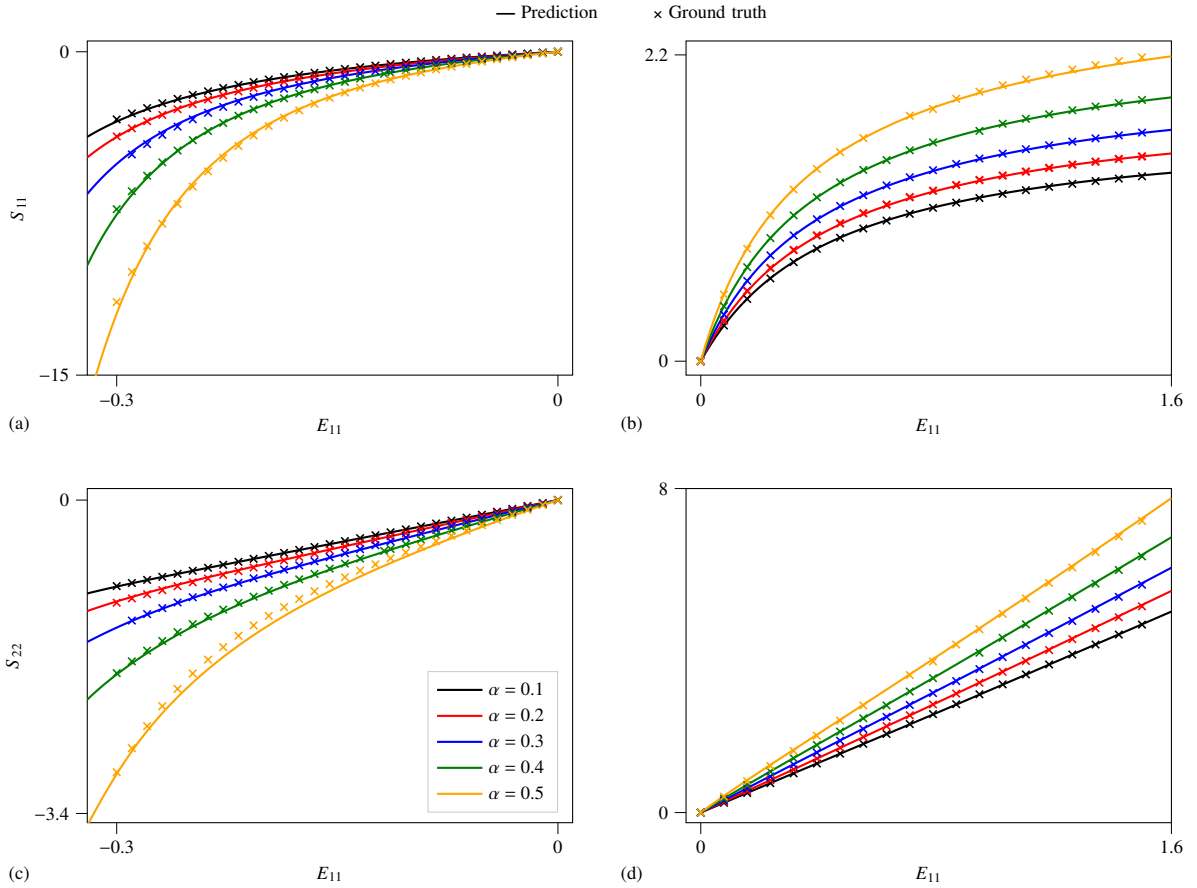 Prediction
Ground truth
0
−15
S11
−0.3
0
E11
(a)
2.2
0
0
1.6
E11
(b)
0
−3.4
S22
−0.3
0
E11
(c)
α = 0.1
α = 0.2
α = 0.3
α = 0.4
α = 0.5
8
0
0
1.6
E11
(d)